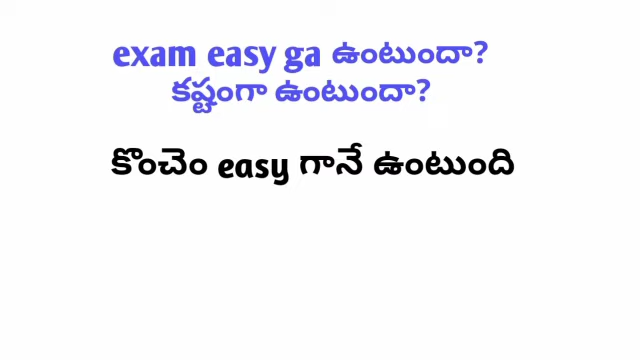 exam easy ga ఉంటుందా?
కష్టంగా ఉంటుందా?
కొంచెం easy గానే ఉంటుంది